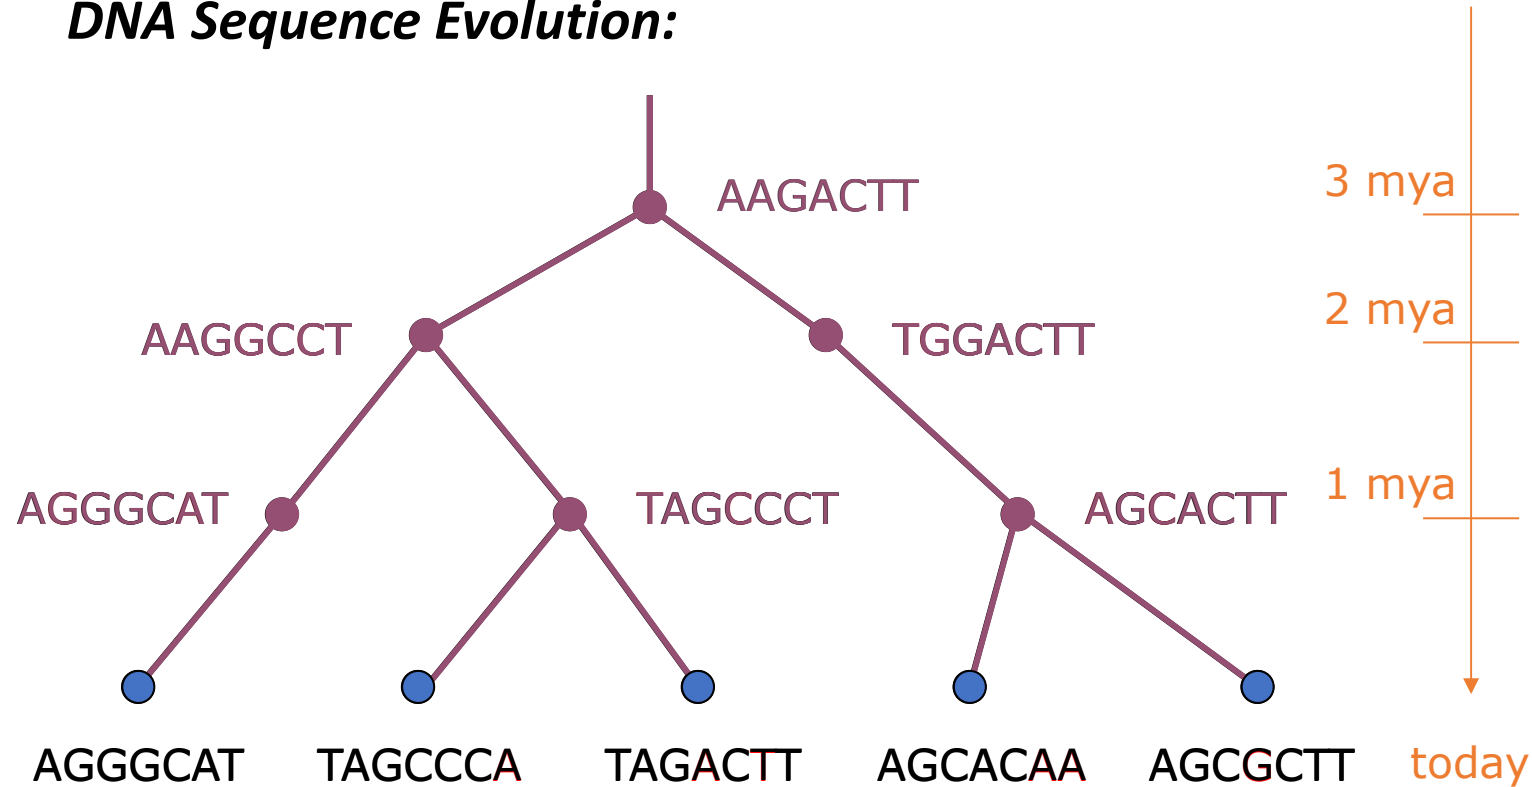 DNA Sequence Evolution:
AAGACTT
3 mya
AAGGCCT
TGGACTT
2 mya
AGGGCAT
TAGCCCT
AGCACTT
1 mya
AGGGCAT
TAGCCCA
TAGACTT
AGCACAA
AGCGCTT
today